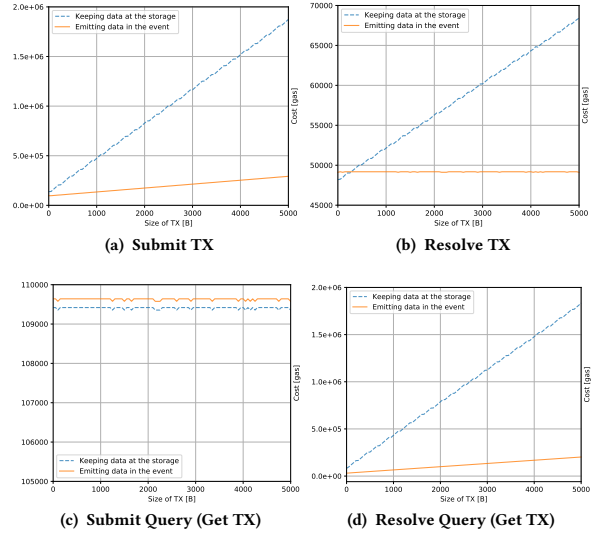 2.0e+06
1.5e+06
1.0e+06
5.0e+05
0.0e+00
Keeping data at the storage
Emitting data in the event
Cost [gas]
0 1000 2000 3000 4000 5000
Size of TX [B]
(a) Submit TX
70000
65000
60000
55000
50000
45000
Keeping data at the storage
Emitting data in the event
Cost [gas]
0 1000 2000 3000 4000 5000
Size of TX [B]
(b) Resolve TX
110000
109000
108000
107000
106000
105000
Keeping data at the storage
Emitting data in the event
Cost [gas]
0 1000 2000 3000 4000 5000
Size of TX [B]
(c) Submit Query (Get TX)
2.0e+06
1.5e+06
1.0e+06
5.0e+05
0.0e+00
Keeping data at the storage
Emitting data in the event
Cost [gas]
0 1000 2000 3000 4000 5000
Size of TX [B]
(d) Resolve Query (Get TX)